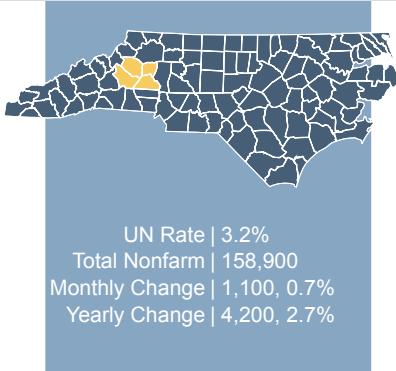 UN Rate | 3.2%
Total Nonfarm | 158,900
Monthly Change | 1,100, 0.7%
Yearly Change | 4,200, 2.7%